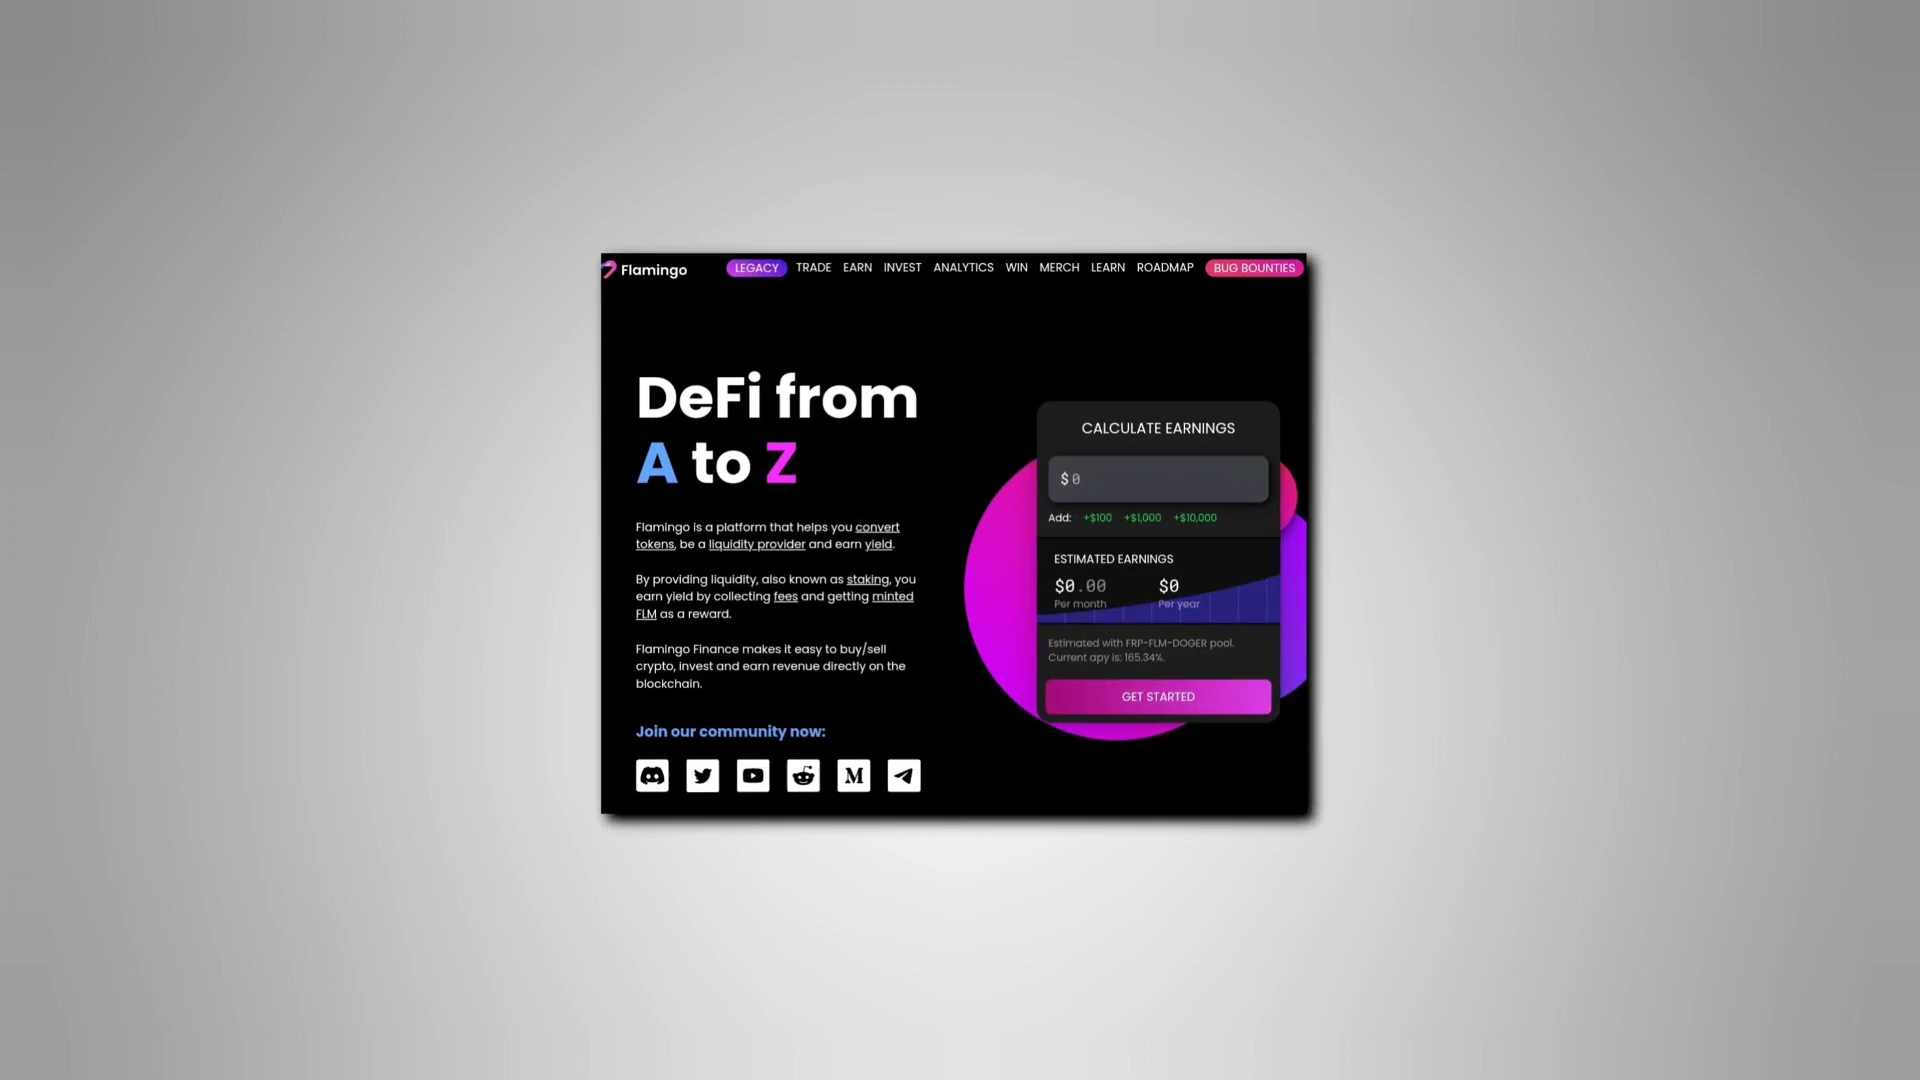 Flamingo
LEGACY TRADE EARN INVEST ANALYTICS WIN MERCH LEARN ROADMAP BUG BOUNTIES
DeFi from
A to Z
Flamingo is a platform that helps you convert
tokens, be a liquidity provider and earn yield.
By providing liquidity, also known as staking, you
earn yield by collecting fees and getting minted
FLM as a reward.
Flamingo Finance makes it easy to buy/sell
crypto, invest and earn revenue directly on the
blockchain.
Join our community now:
M
CALCULATE EARNINGS
$ 0
Add: +$100 +$1,000 +$10,000
ESTIMATED EARNINGS
$0.00 $0
Per month Per year
Estimated with FRP-FLM-DOGER pool.
Current apy is: 165.34%.
GET STARTED